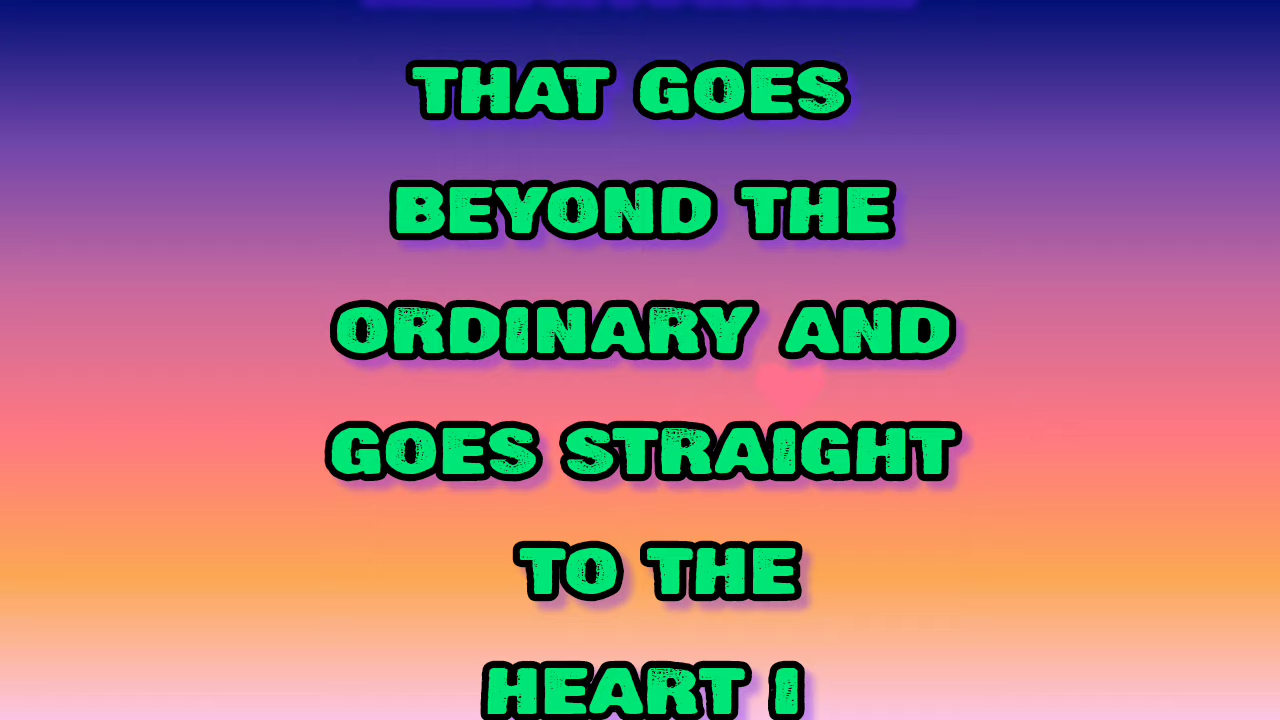 THAT GOES
BEYOND THE
ORDINARY AND
GOES STRAIGHT
TO THE
HEART I